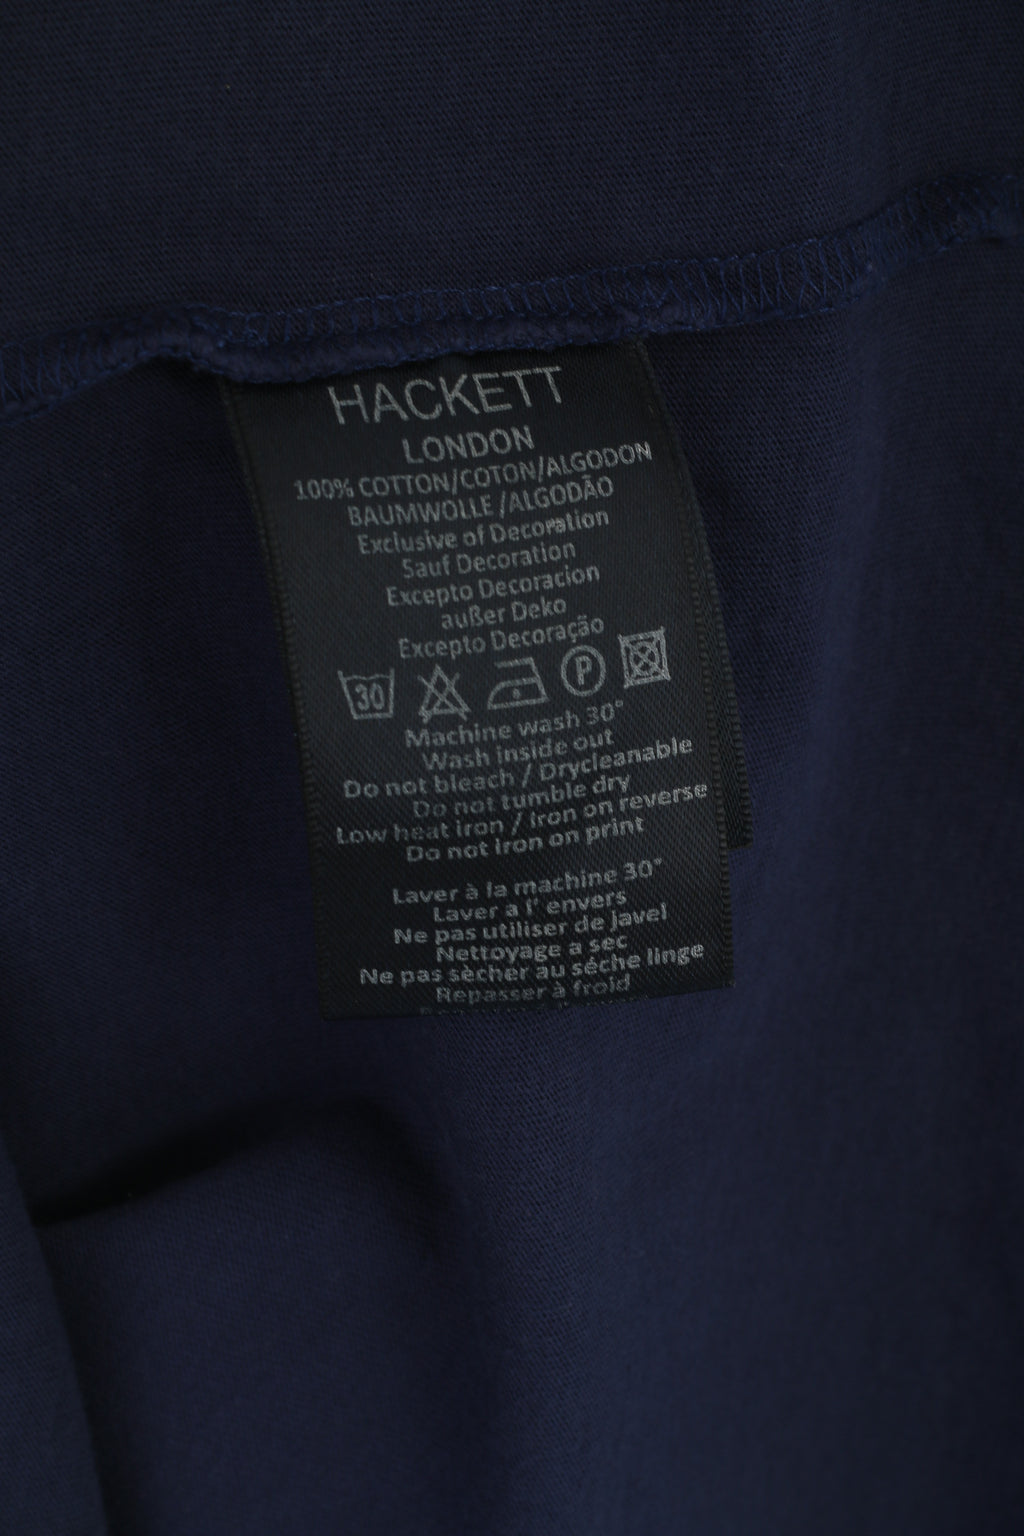 HACKETT
LONDON
100% COTTON/COTON/ALGODON
BAUMWOLLE/ALGODÃO
Exclusive of Decoration
Sauf Decoration
Excepto Decoracion
außer Deko
Excepto Decoração
30 P
Machine wash 30°
Wash inside out
Do not bleach / Drycleanable
Do not tumble dry
Low heat iron / Iron on reverse
Do not iron on print
Laver à la machine 30°
Laver a l' envers
Ne pas utiliser de javel
Nettoyage a sec
Ne pas sècher au séche linge
Repasser à froid